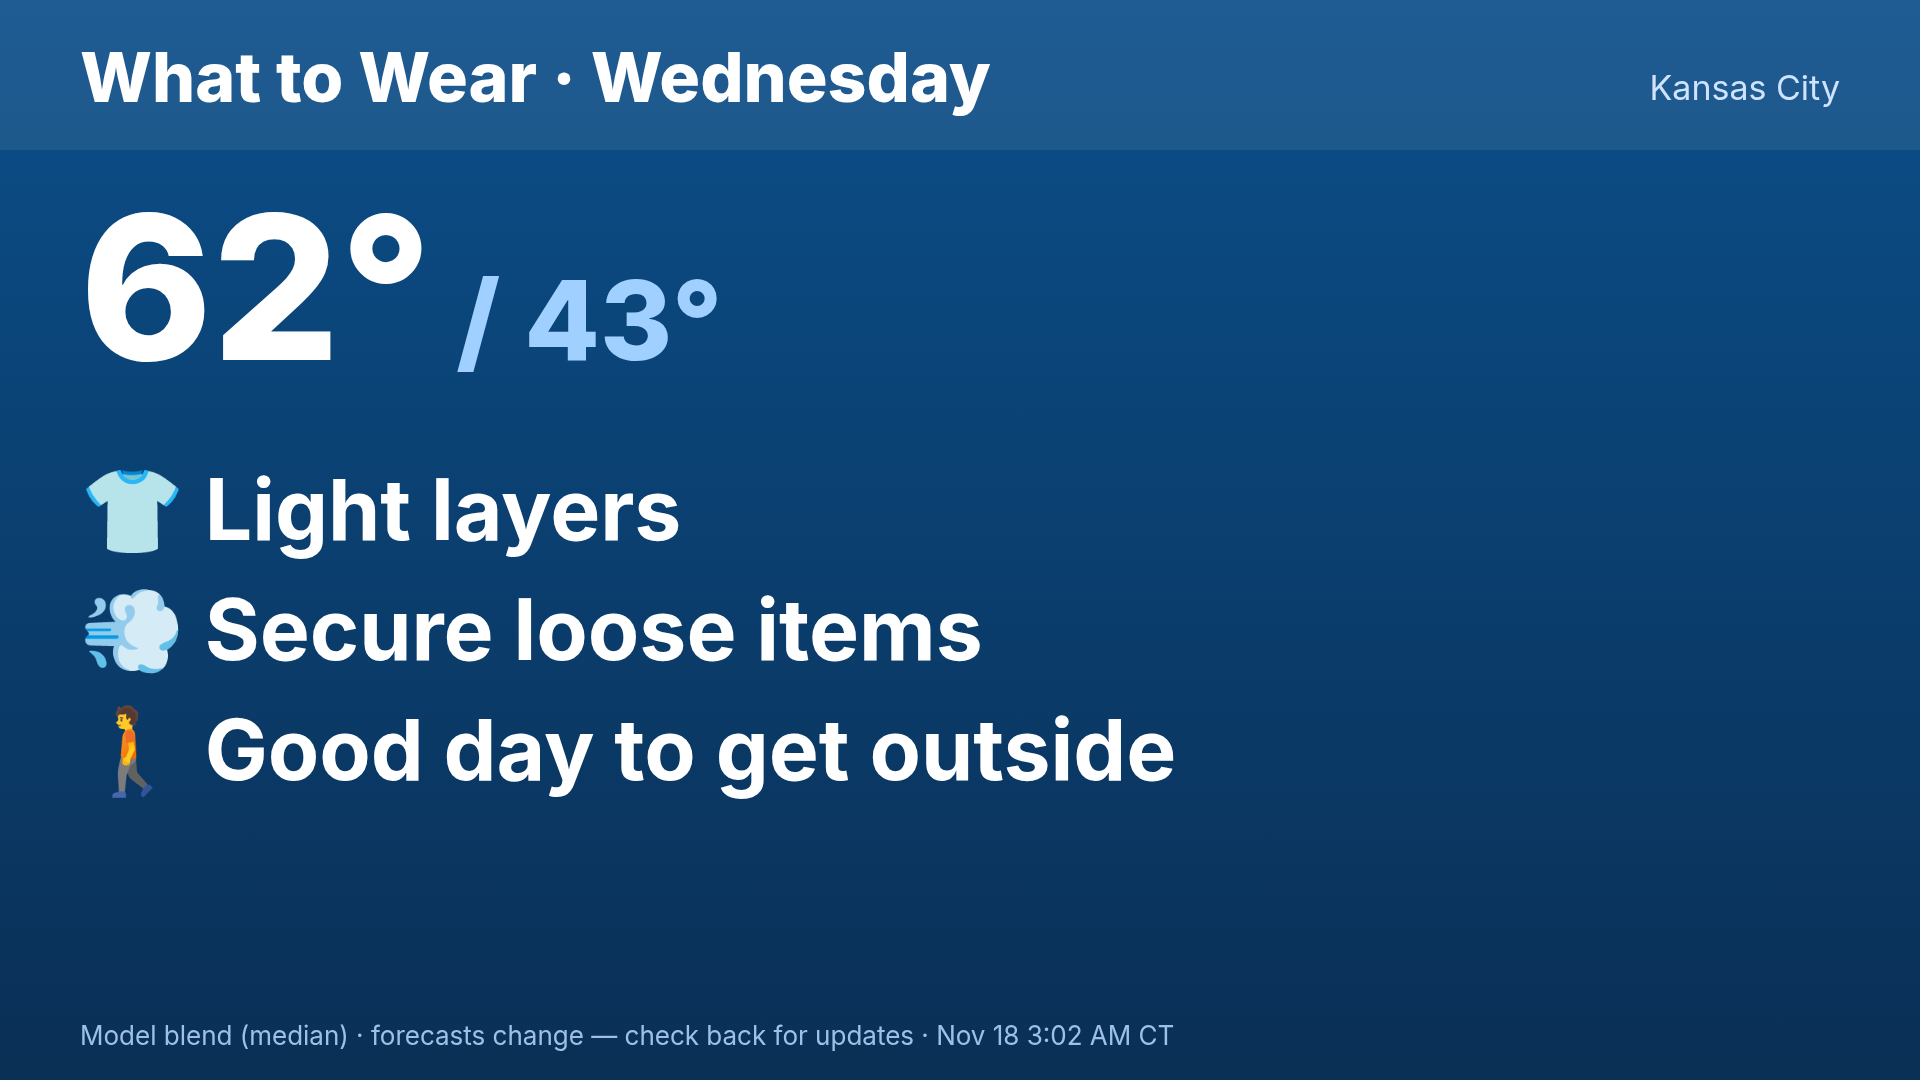 What to Wear · Wednesday
Kansas City
62° / 43°
Light layers
Secure loose items
Good day to get outside
Model blend (median) · forecasts change — check back for updates · Nov 18 3:02 AM CT